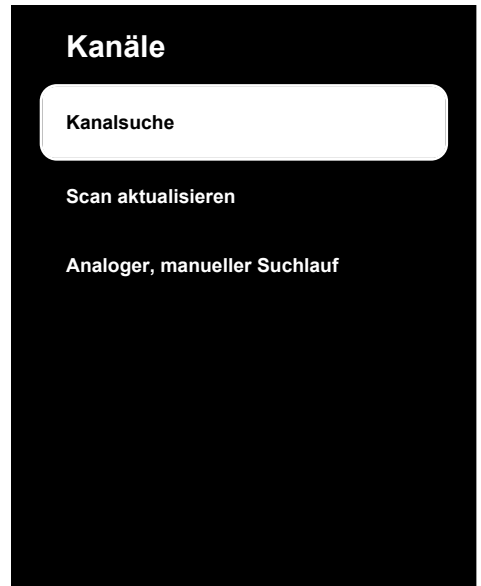 Kanäle
Kanalsuche
Scan aktualisieren
Analoger, manueller Suchlauf